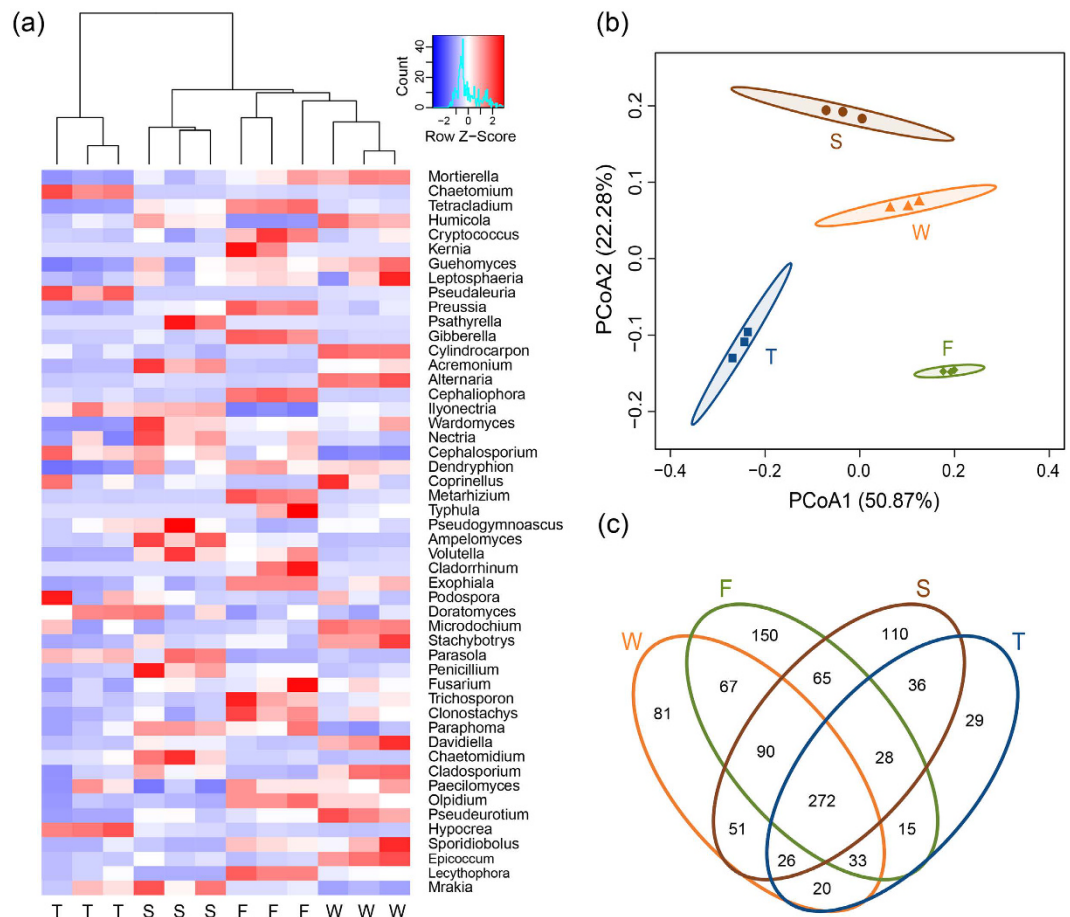 (a)
Count
0 20 40
−2 0 2
Row Z−Score
Mortierella
Chaetomium
Tetracladium
Humicola
Cryptococcus
Kernia
Guehomyces
Leptosphaeria
Pseudaleuria
Preussia
Psathyrella
Gibberella
Cylindrocarpon
Acremonium
Alternaria
Cephaliophora
Ilyonectria
Wardomyces
Nectria
Cephalosporium
Dendryphion
Coprinellus
Metarhizium
Typhula
Pseudogymnoascus
Ampelomyces
Volutella
Cladorrhinum
Exophiala
Podospora
Doratomyces
Microdochium
Stachybotrys
Parasola
Penicillium
Fusarium
Trichosporon
Clonostachys
Paraphoma
Davidiella
Chaetomidium
Cladosporium
Paecilomyces
Olpidium
Pseudeurotium
Hypocrea
Sporidiobolus
Epicoccum
Lecythophora
Mrakia
T T T S S S F F F W W W
(b)
PCoA2 (22.28%)
0.2
0.1
0.0
−0.1
−0.2
S
W
T
F
−0.4 −0.2 0.0 0.2 0.4
PCoA1 (50.87%)
(c)
F S
W T
150 110
67 65 36
81 29
90 28
272
51 15
26 33
20